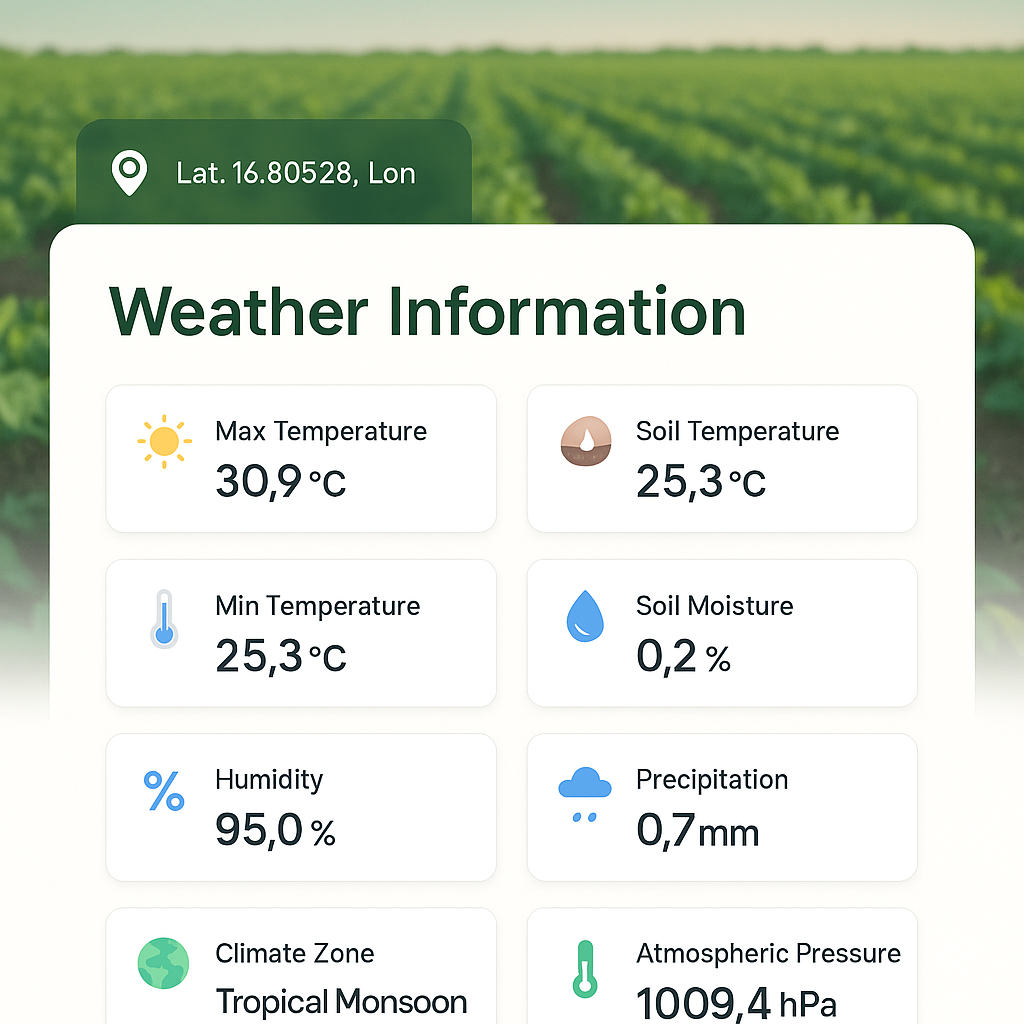 Lat. 16.80528, Lon
Weather Information
Max Temperature
30,9 °C
Soil Temperature
25,3 °C
Min Temperature
25,3 °C
Soil Moisture
0,2 %
Humidity
95,0 %
Precipitation
0,7 mm
Climate Zone
Tropical Monsoon
Atmospheric Pressure
1009,4 hPa